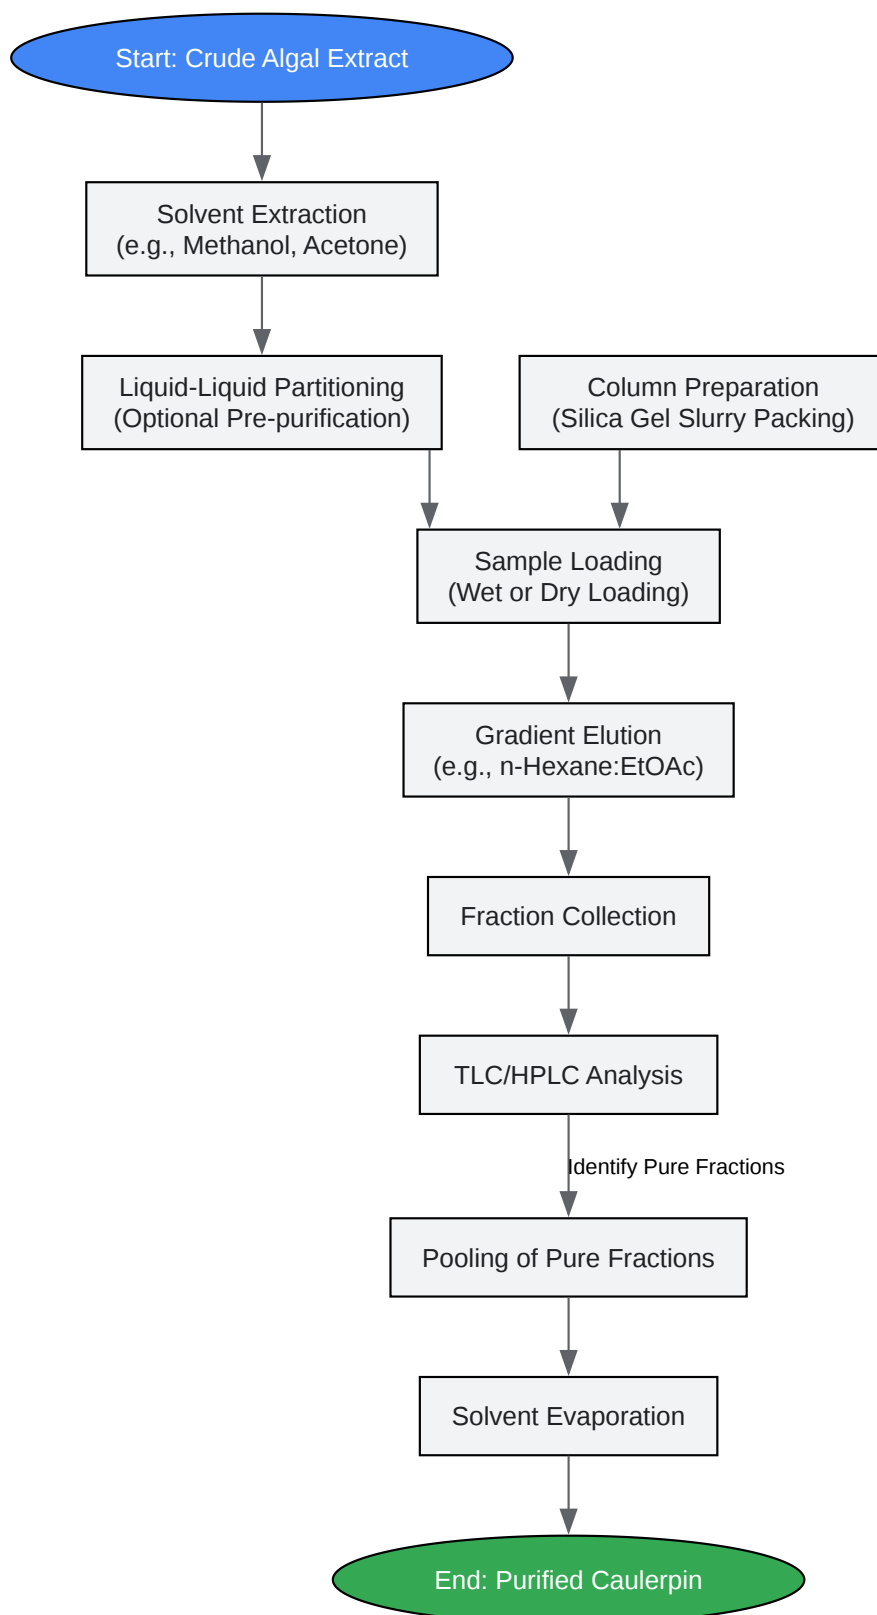 Start: Crude Algal Extract
Solvent Extraction
(e.g., Methanol, Acetone)
Liquid-Liquid Partitioning
(Optional Pre-purification)
Column Preparation
(Silica Gel Slurry Packing)
Sample Loading
(Wet or Dry Loading)
Gradient Elution
(e.g., n-Hexane:EtOAc)
Fraction Collection
TLC/HPLC Analysis
Identify Pure Fractions
Pooling of Pure Fractions
Solvent Evaporation
End: Purified Caulerpin